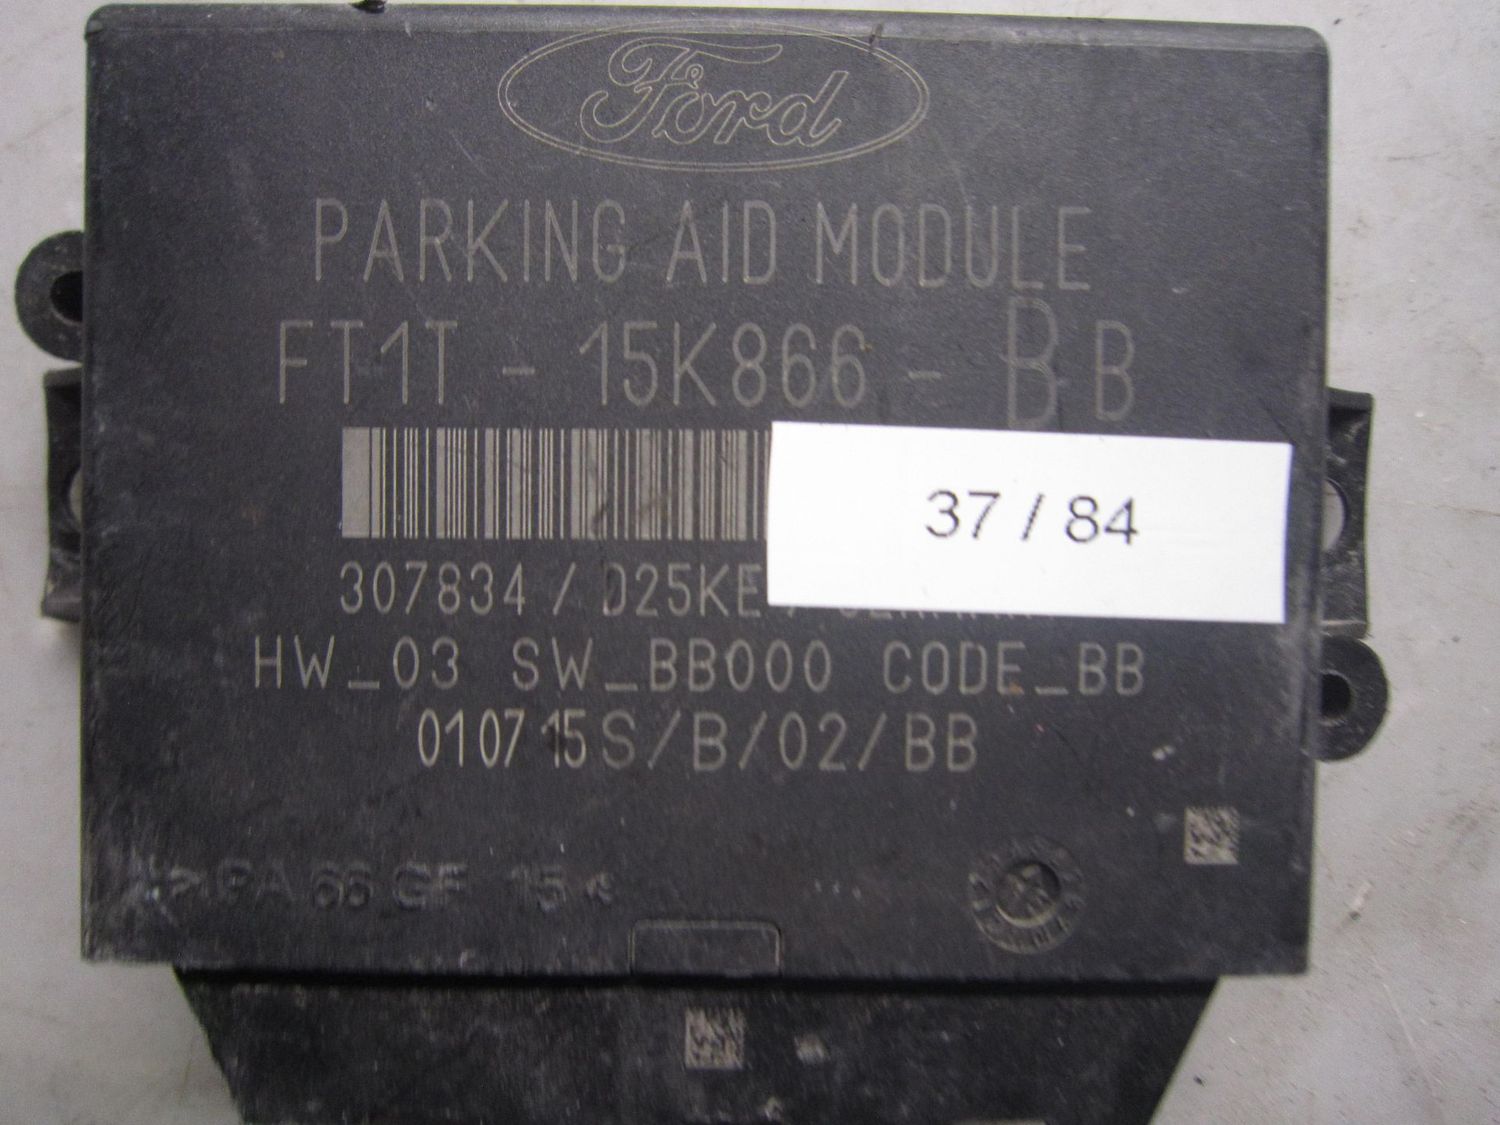 Ford
PARKING AID MODULE
FT1T - 15K866 - BB
37 / 84
307834 / D25KE /
HW_03 SW_BB000 CODE_BB
010715S/B/02/BB
PA 66 GF 15 <